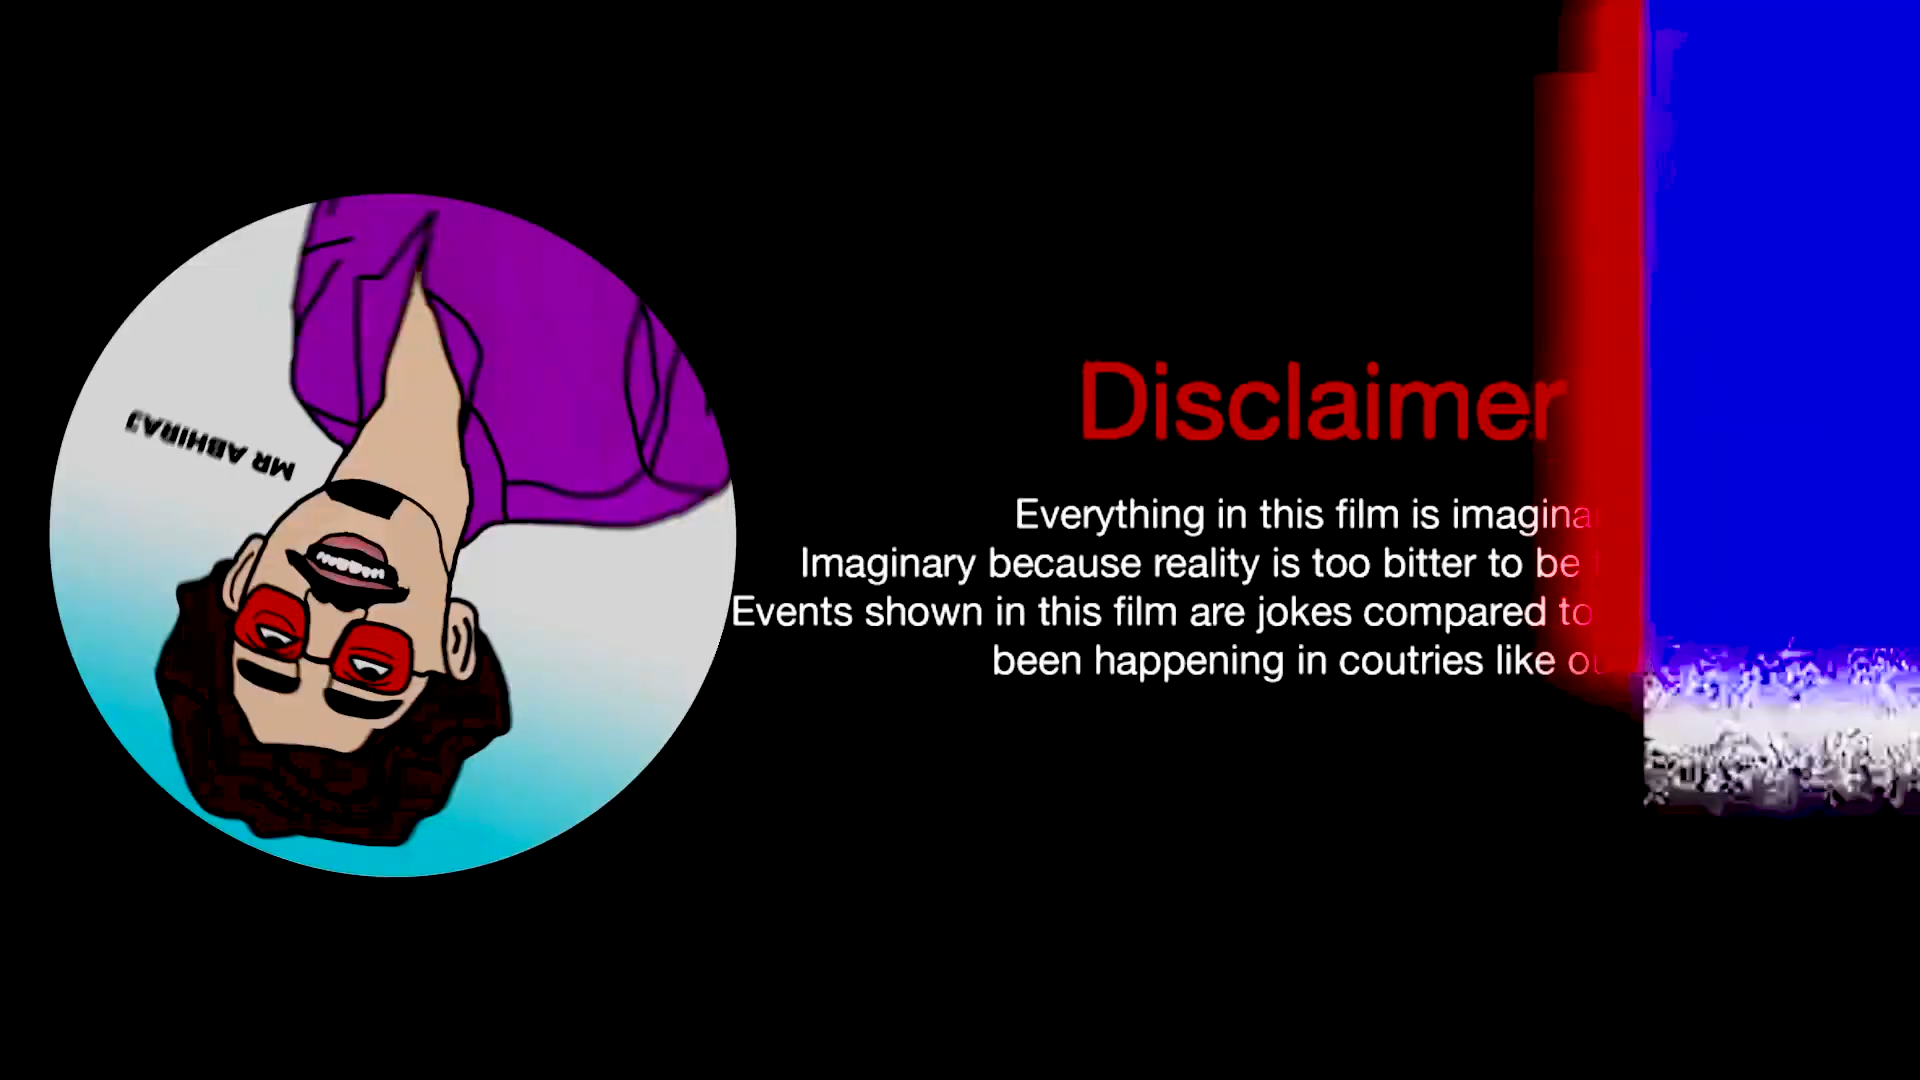 MR ABHIRAJ
Disclaimer
Everything in this film is
Imaginary because reality is too bitter to be
Events shown in this film are jokes compared to
been happening in coutries like